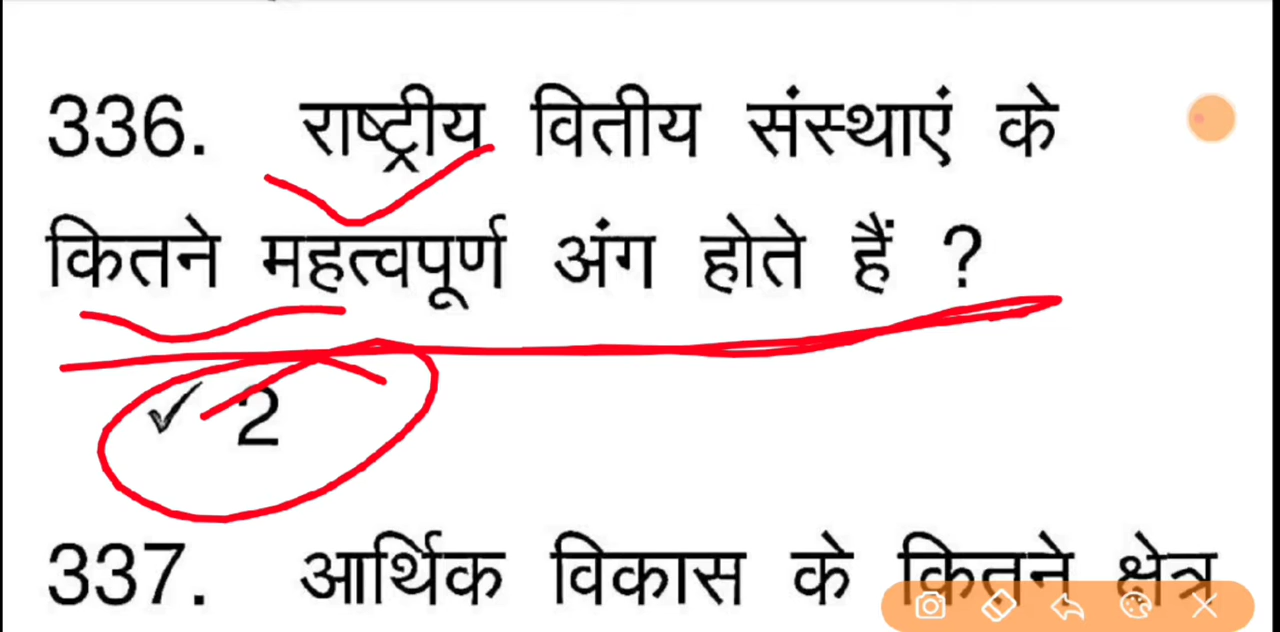 336. राष्ट्रीय वितीय संस्थाएं के
कितने महत्वपूर्ण अंग होते हैं ?
✓ 2
337. आर्थिक विकास के कितने क्षेत्र